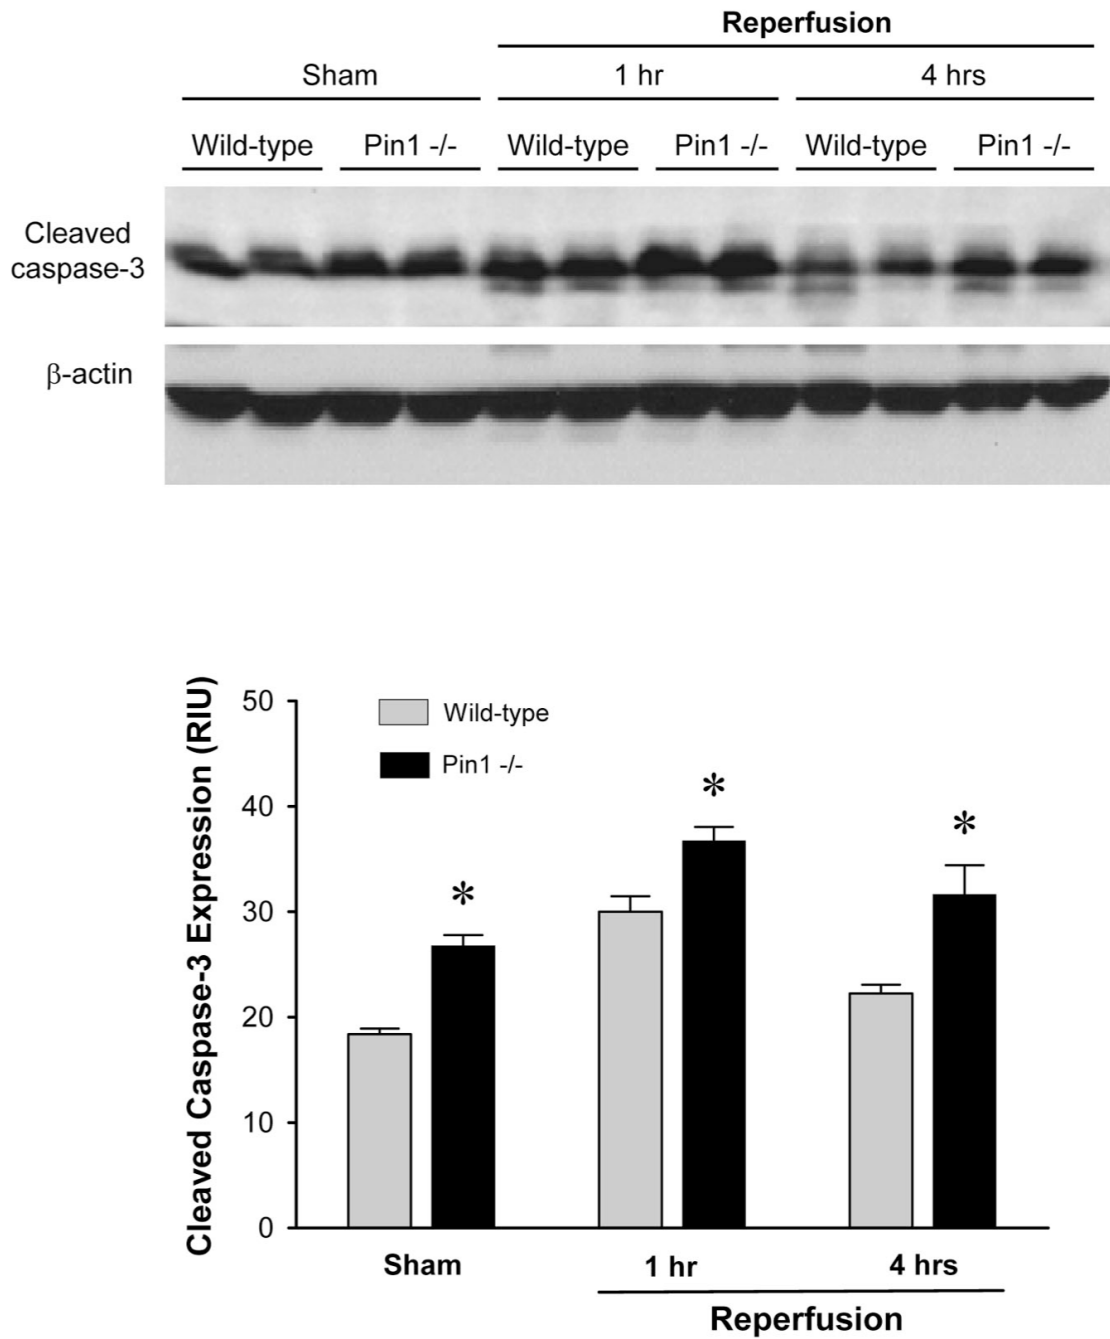 Reperfusion
Sham 1 hr 4 hrs
Wild-type Pin1 -/- Wild-type Pin1 -/- Wild-type Pin1 -/-
Cleaved
caspase-3
β-actin
Cleaved Caspase-3 Expression (RIU)
50
40
30
20
10
0
Wild-type
Pin1 -/-
*
*
*
Sham 1 hr 4 hrs
Reperfusion